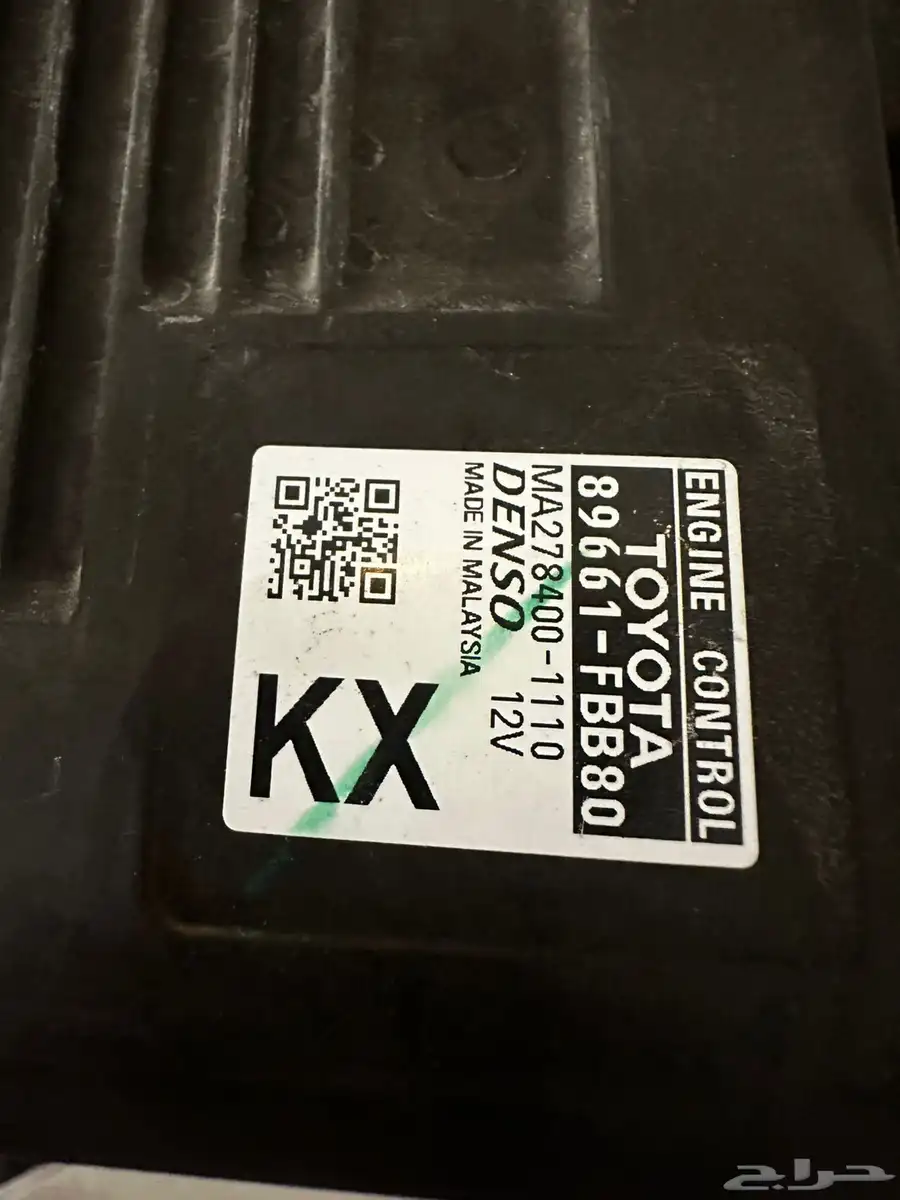 ENGINE CONTROL
TOYOTA
89661-FBB80
MA278400-1110
DENSO 12V
MADE IN MALAYSIA
KX
حراج